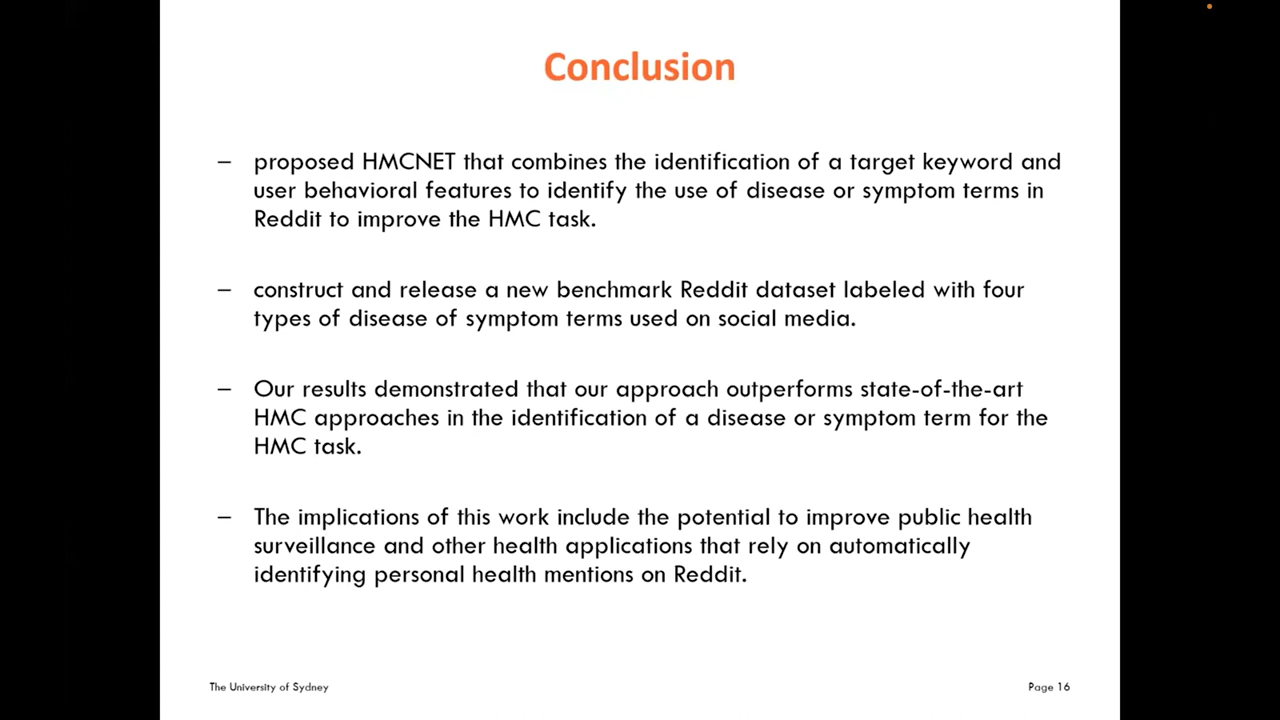 Conclusion
– proposed HMCNET that combines the identification of a target keyword and
user behavioral features to identify the use of disease or symptom terms in
Reddit to improve the HMC task.
– construct and release a new benchmark Reddit dataset labeled with four
types of disease of symptom terms used on social media.
– Our results demonstrated that our approach outperforms state-of-the-art
HMC approaches in the identification of a disease or symptom term for the
HMC task.
– The implications of this work include the potential to improve public health
surveillance and other health applications that rely on automatically
identifying personal health mentions on Reddit.
The University of Sydney
Page 16